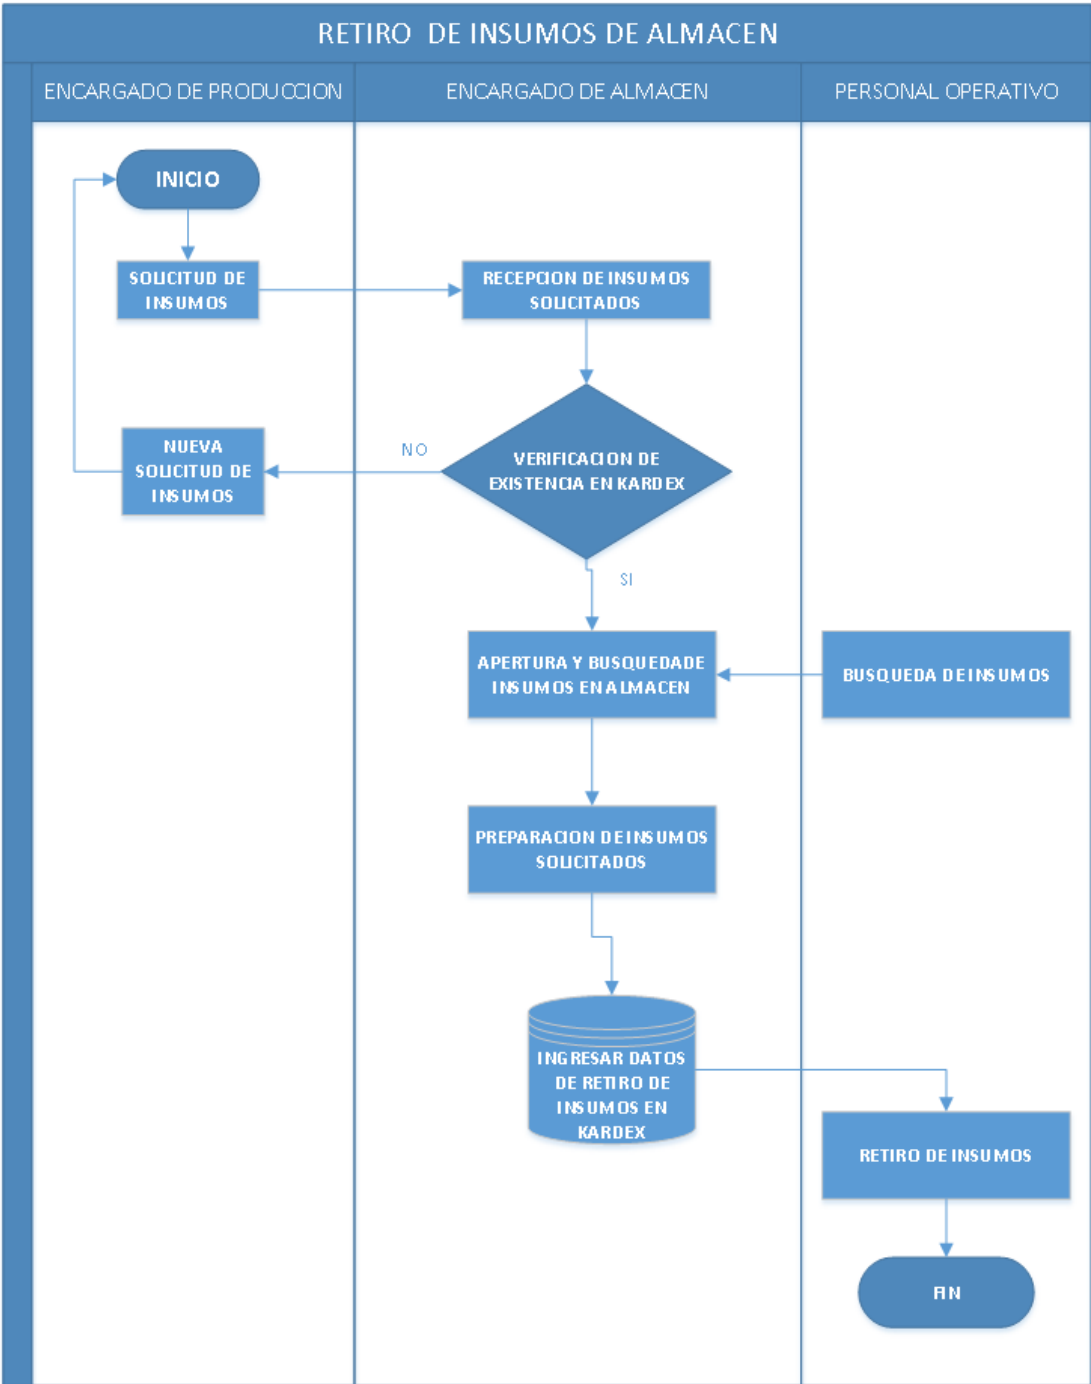 RETIRO DE INSUMOS DE ALMACEN
ENCARGADO DE PRODUCCION
ENCARGADO DE ALMACEN
PERSONAL OPERATIVO
INICIO
SOLICITUD DE
INSUMOS
RECEPCION DE INSUMOS
SOLICITADOS
NUEVA
SOLICITUD DE
INSUMOS
NO
VERIFICACION DE
EXISTENCIA EN KARDEX
SI
APERTURA Y BUSQUEDA DE
INSUMOS EN ALMACEN
BUSQUEDA DE INSUMOS
PREPARACION DE INSUMOS
SOLICITADOS
INGRESAR DATOS
DE RETIRO DE
INSUMOS EN
KARDEX
RETIRO DE INSUMOS
FIN